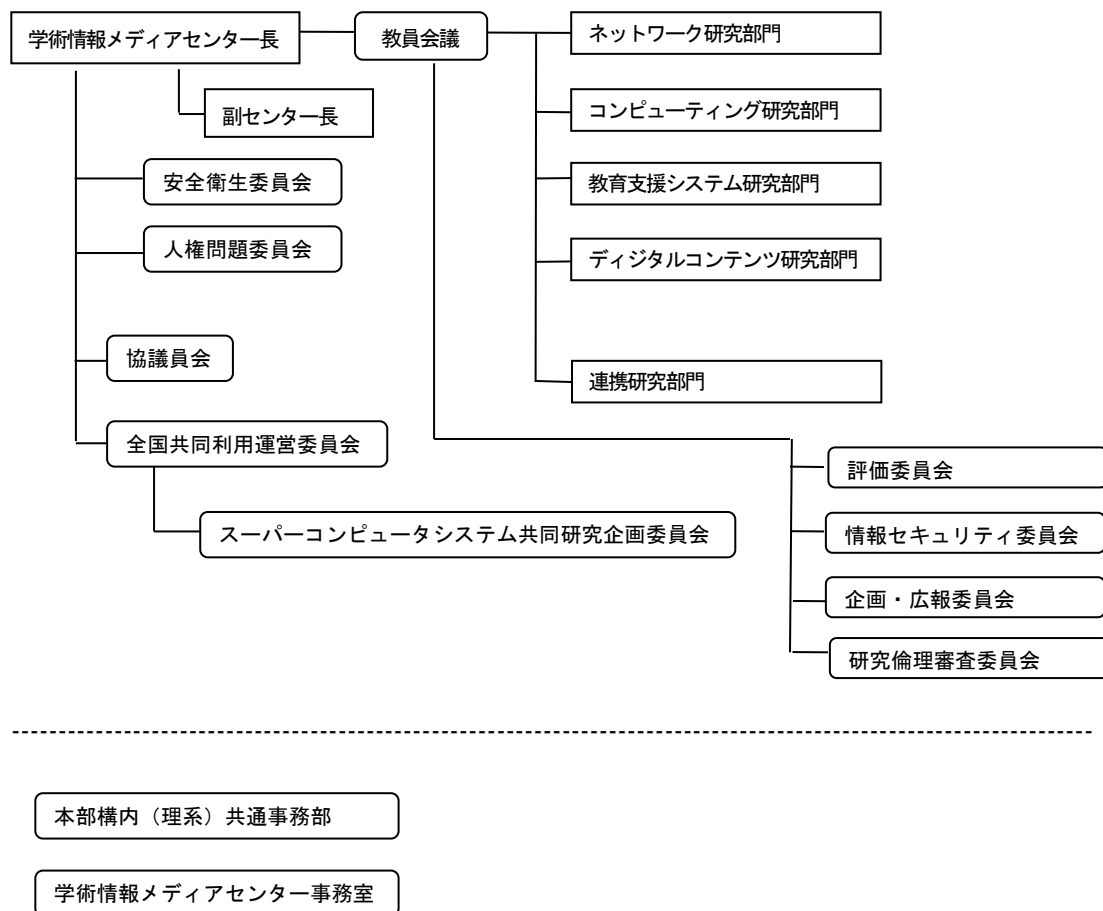 学術情報メディアセンター長
教員会議
ネットワーク研究部門
副センター長
コンピューティング研究部門
安全衛生委員会
教育支援システム研究部門
人権問題委員会
ディジタルコンテンツ研究部門
協議員会
連携研究部門
全国共同利用運営委員会
評価委員会
スーパーコンピュータシステム共同研究企画委員会
情報セキュリティ委員会
企画・広報委員会
研究倫理審査委員会
本部構内（理系）共通事務部
学術情報メディアセンター事務室